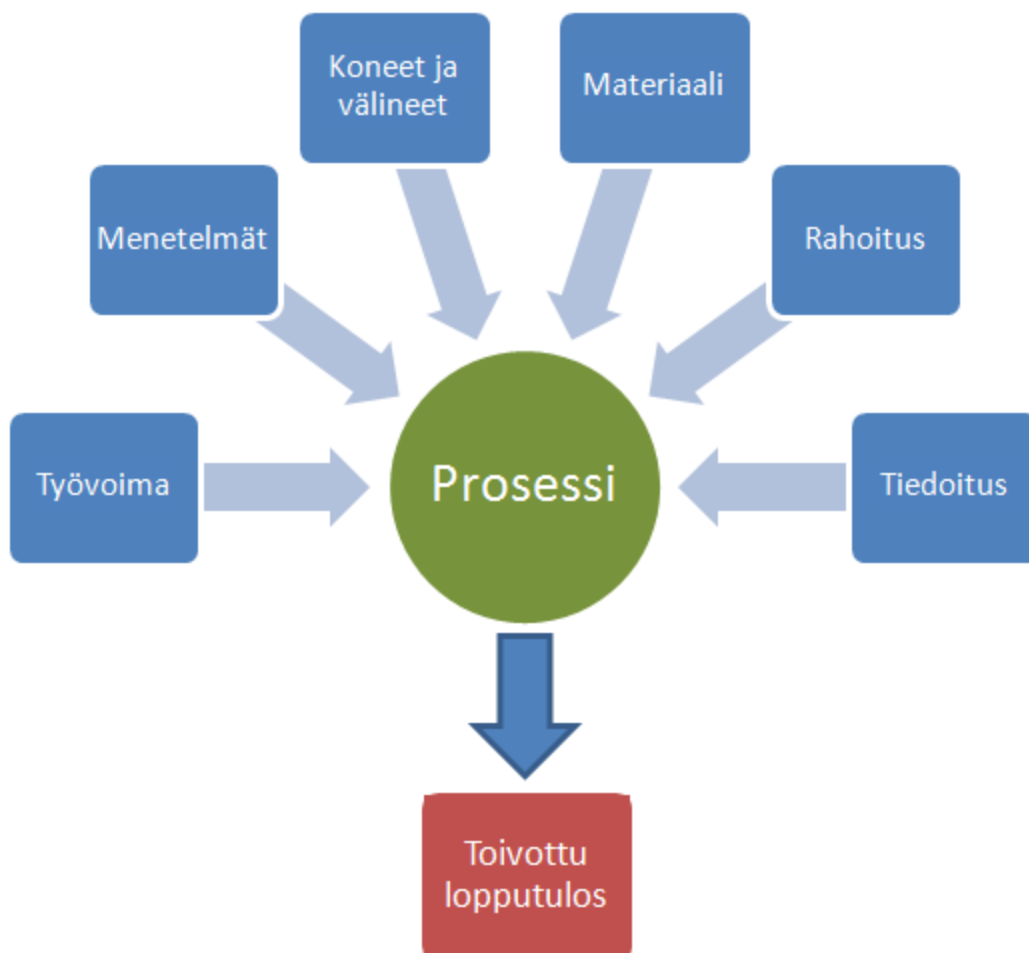 Koneet ja
välineet
Materiaali
Menetelmät
Rahoitus
Työvoima
Prosessi
Tiedoitus
Toivottu
lopputulos